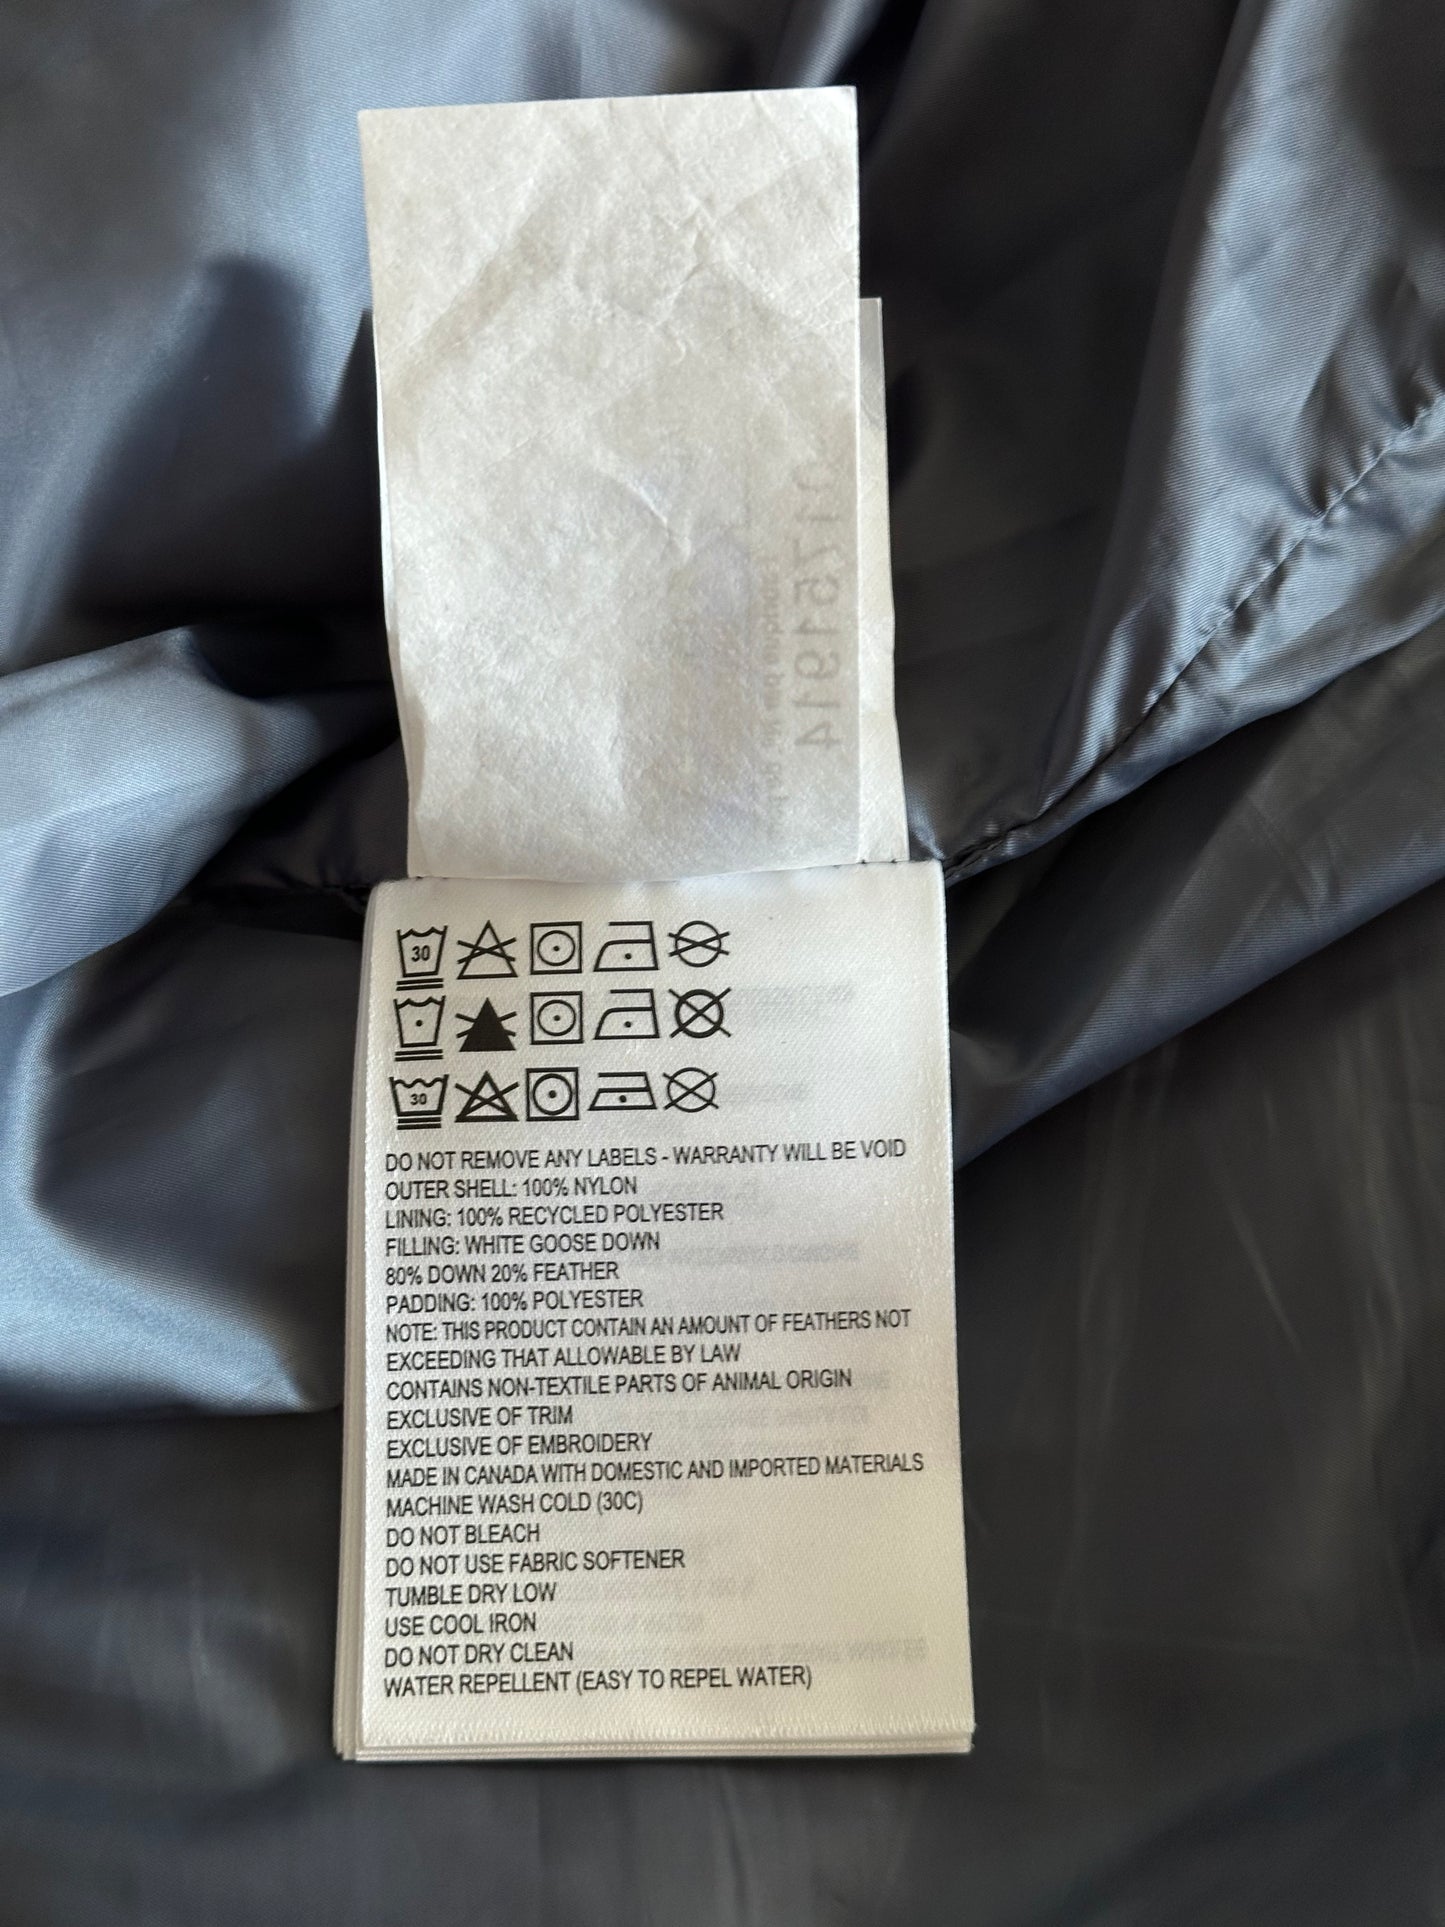 30
30
DO NOT REMOVE ANY LABELS - WARRANTY WILL BE VOID
OUTER SHELL: 100% NYLON
LINING: 100% RECYCLED POLYESTER
FILLING: WHITE GOOSE DOWN
80% DOWN 20% FEATHER
PADDING: 100% POLYESTER
NOTE: THIS PRODUCT CONTAIN AN AMOUNT OF FEATHERS NOT
EXCEEDING THAT ALLOWABLE BY LAW
CONTAINS NON-TEXTILE PARTS OF ANIMAL ORIGIN
EXCLUSIVE OF TRIM
EXCLUSIVE OF EMBROIDERY
MADE IN CANADA WITH DOMESTIC AND IMPORTED MATERIALS
MACHINE WASH COLD (30C)
DO NOT BLEACH
DO NOT USE FABRIC SOFTENER
TUMBLE DRY LOW
USE COOL IRON
DO NOT DRY CLEAN
WATER REPELLENT (EASY TO REPEL WATER)